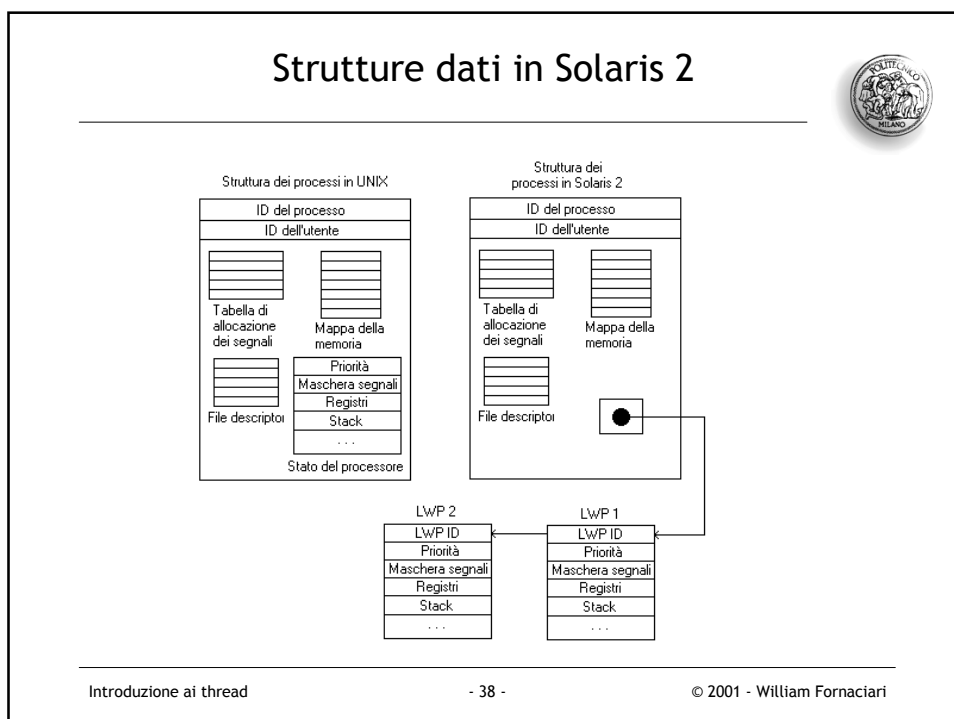 Strutture dati in Solaris 2
POLITECNICO
MILANO
Struttura dei processi in UNIX
ID del processo
ID dell'utente
Tabella di
allocazione
dei segnali
Mappa della
memoria
File descriptor
Priorità
Maschera segnali
Registri
Stack
. . .
Stato del processore
Struttura dei
processi in Solaris 2
ID del processo
ID dell'utente
Tabella di
allocazione
dei segnali
Mappa della
memoria
File descriptor
LWP 2
LWP ID
Priorità
Maschera segnali
Registri
Stack
. . .
LWP 1
LWP ID
Priorità
Maschera segnali
Registri
Stack
. . .
Introduzione ai thread
- 38 -
© 2001 - William Fornaciari